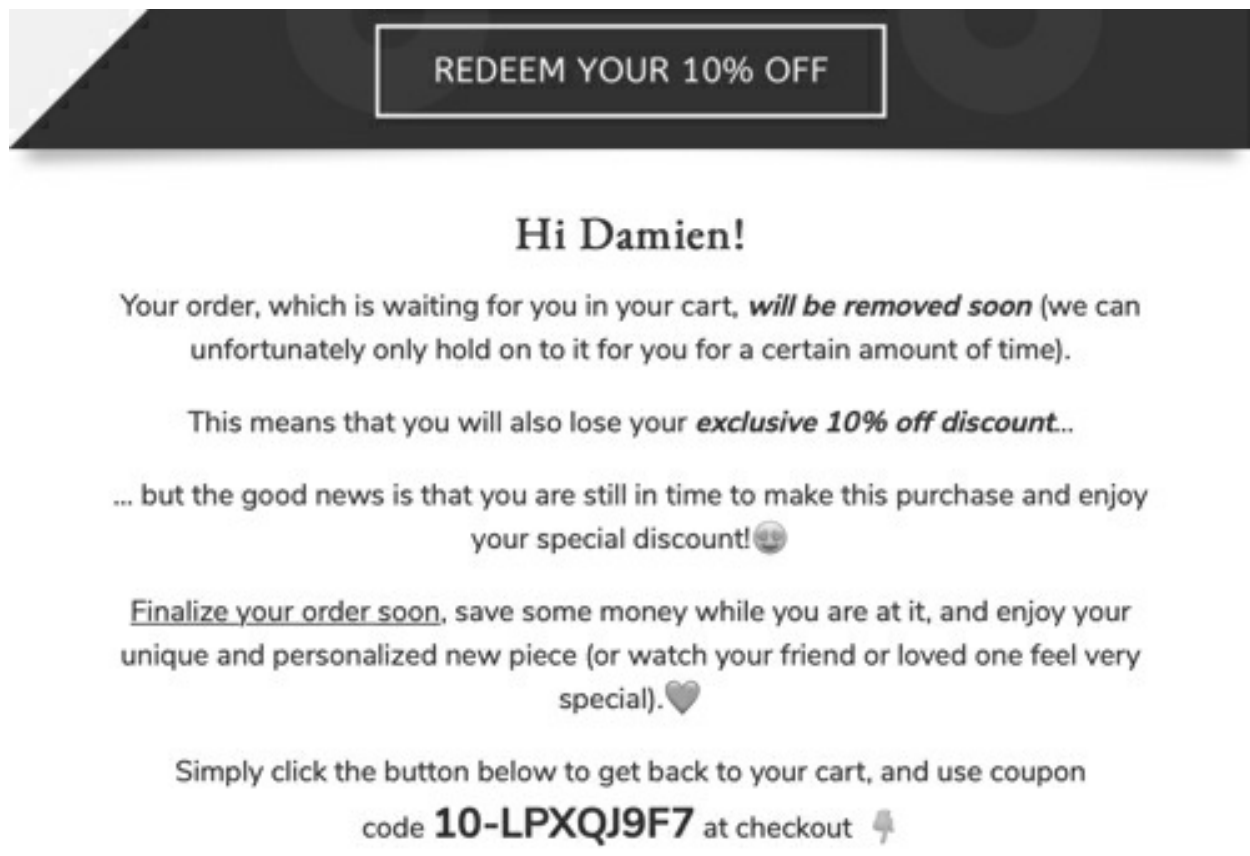 REDEEM YOUR 10% OFF
Hi Damien!
Your order, which is waiting for you in your cart, will be removed soon (we can
unfortunately only hold on to it for you for a certain amount of time).
This means that you will also lose your exclusive 10% off discount...
... but the good news is that you are still in time to make this purchase and enjoy
your special discount!
Finalize your order soon, save some money while you are at it, and enjoy your
unique and personalized new piece (or watch your friend or loved one feel very
special).
Simply click the button below to get back to your cart, and use coupon
code 10-LPXQJ9F7 at checkout